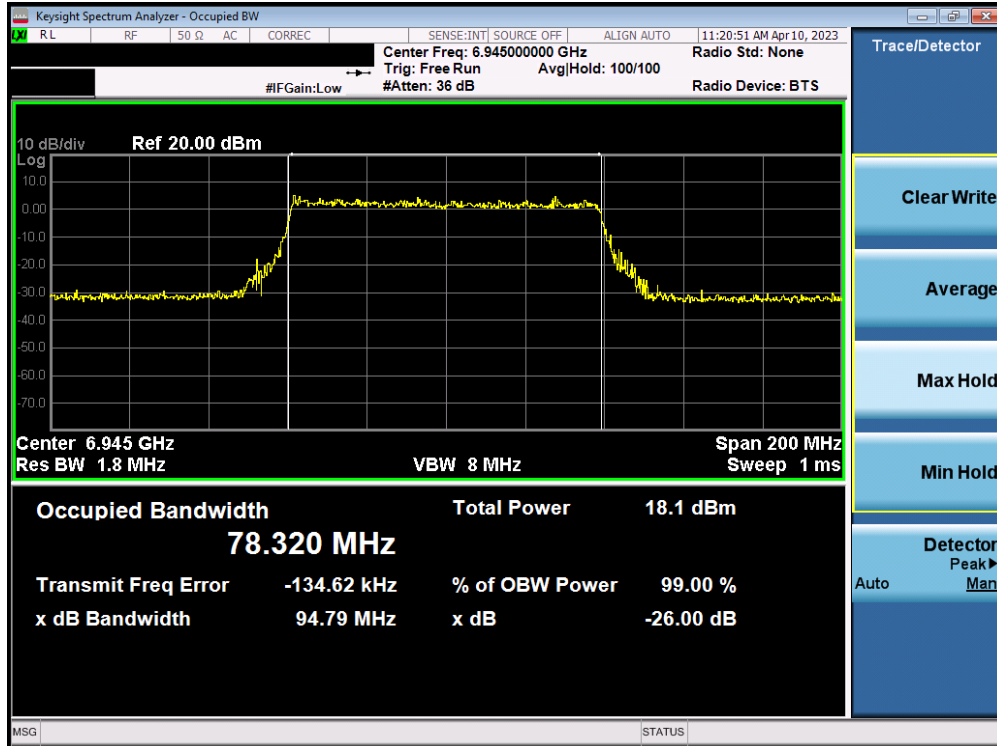 Keysight Spectrum Analyzer - Occupied BW
LXI RL RF 50 Ω AC CORREC SENSE:INT SOURCE OFF ALIGN AUTO 11:20:51 AM Apr 10, 2023
Center Freq: 6.945000000 GHz Radio Std: None
Trig: Free Run Avg|Hold: 100/100
#IFGain:Low #Atten: 36 dB Radio Device: BTS
10 dB/div Ref 20.00 dBm
Log
10.0
0.00
-10.0
-20.0
-30.0
-40.0
-50.0
-60.0
-70.0
Center 6.945 GHz Span 200 MHz
Res BW 1.8 MHz VBW 8 MHz Sweep 1 ms
Occupied Bandwidth Total Power 18.1 dBm
78.320 MHz
Transmit Freq Error -134.62 kHz % of OBW Power 99.00 %
x dB Bandwidth 94.79 MHz x dB -26.00 dB
MSG STATUS
Trace/Detector
Clear Write
Average
Max Hold
Min Hold
Detector
Peak▶
Auto Man